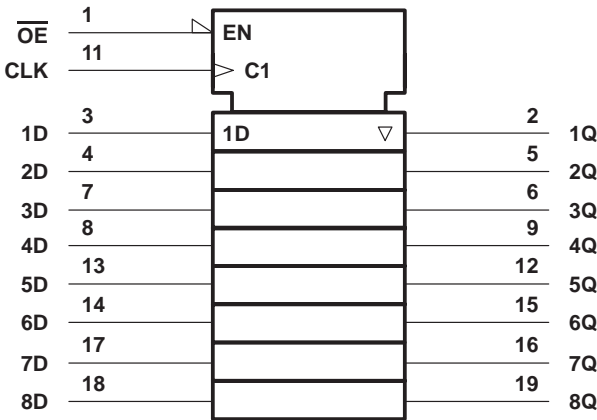 1
OE EN
11
CLK C1
3 2
1D 1D 1Q
4 5
2D 2Q
7 6
3D 3Q
8 9
4D 4Q
13 12
5D 5Q
14 15
6D 6Q
17 16
7D 7Q
18 19
8D 8Q